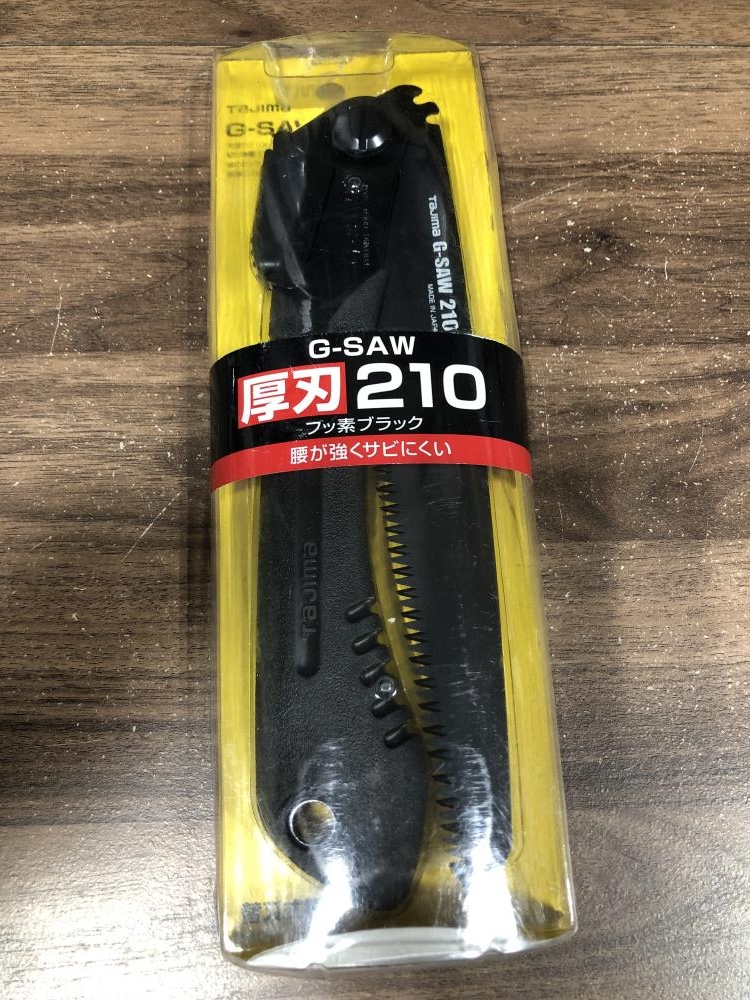 Tajima
G-SAW
Tajima G-SAW 210
MADE IN JAPA
G-SAW
厚刃 210
フッ素ブラック
腰が強くサビにくい
Tajima